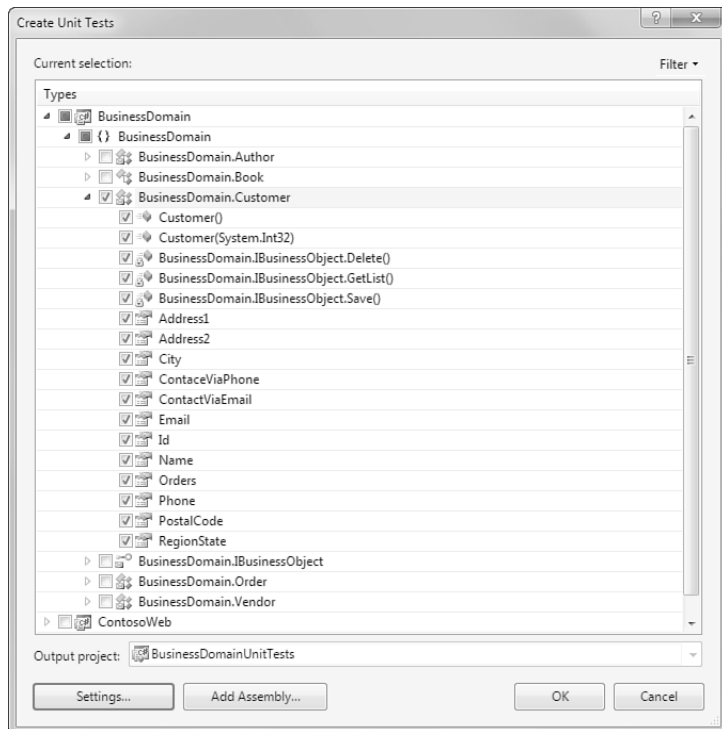 Create Unit Tests
Current selection:
Filter
Types
BusinessDomain
{} BusinessDomain
BusinessDomain.Author
BusinessDomain.Book
BusinessDomain.Customer
Customer()
Customer(System.Int32)
BusinessDomain.IBusinessObject.Delete()
BusinessDomain.IBusinessObject.GetList()
BusinessDomain.IBusinessObject.Save()
Address1
Address2
City
ContaceViaPhone
ContactViaEmail
Email
Id
Name
Orders
Phone
PostalCode
RegionState
BusinessDomain.IBusinessObject
BusinessDomain.Order
BusinessDomain.Vendor
ContosoWeb
Output project: BusinessDomainUnitTests
Settings... Add Assembly... OK Cancel